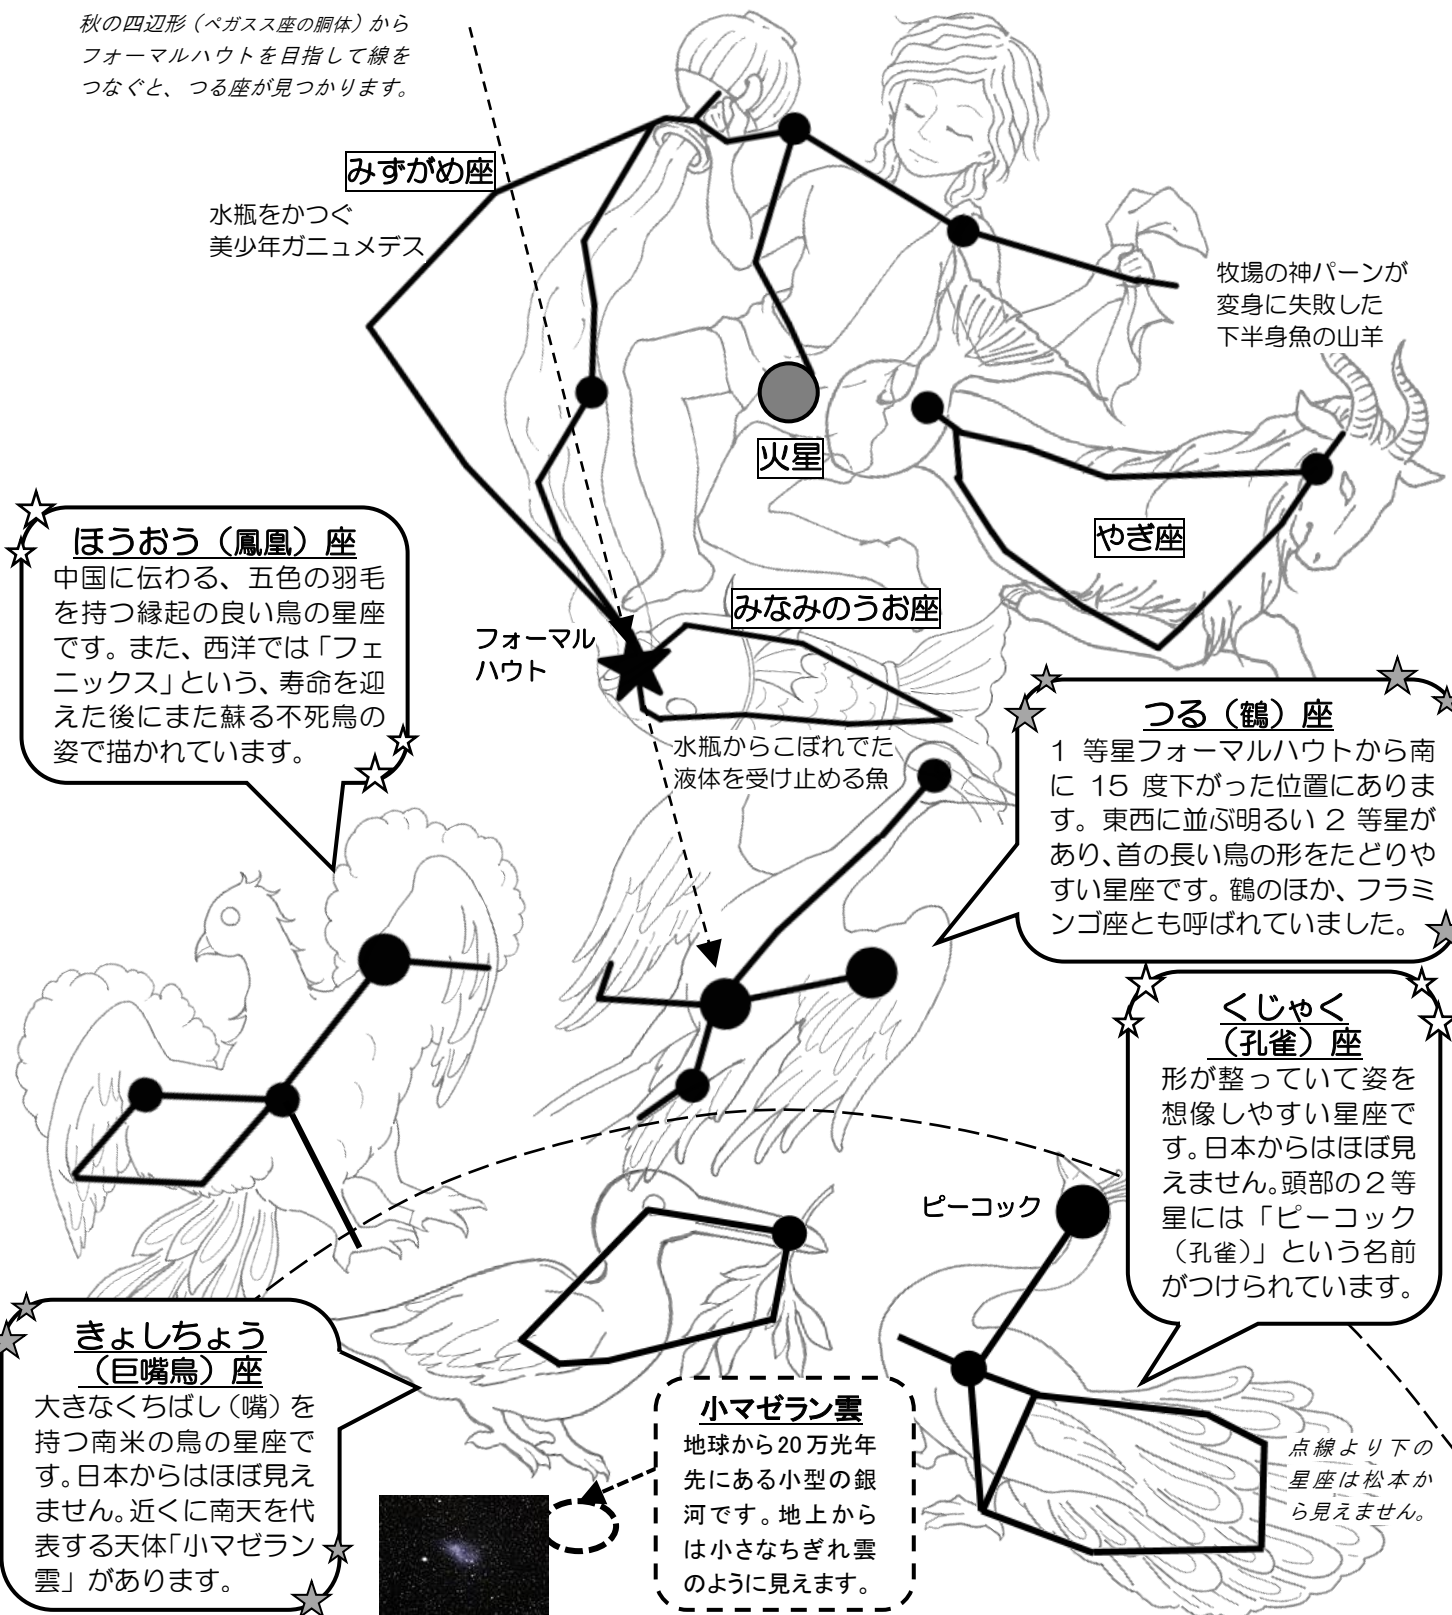 秋の四辺形（ペガスス座の胴体）から
フォーマルハウトを目指して線を
つなぐと、つる座が見つかります。
みずがめ座
水瓶をかつぐ
美少年ガニュメデス
牧場の神パーンが
変身に失敗した
下半身魚の山羊
火星
やぎ座
ほうおう（鳳凰）座
中国に伝わる、五色の羽毛
を持つ縁起の良い鳥の星座
です。また、西洋では「フェ
ニックス」という、寿命を迎
えた後にまた蘇る不死鳥の
姿で描かれています。
みなみのうお座
フォーマル
ハウト
水瓶からこぼれでた
液体を受け止める魚
つる（鶴）座
1 等星フォーマルハウトから南
に 15 度下がった位置にありま
す。東西に並ぶ明るい 2 等星が
あり、首の長い鳥の形をたどりや
すい星座です。鶴のほか、フラミ
ンゴ座とも呼ばれていました。
くじゃく
（孔雀）座
形が整っていて姿を
想像しやすい星座で
す。日本からはほぼ見
えません。頭部の2等
星には「ピーコック
（孔雀）」という名前
がつけられています。
ピーコック
きょしちょう
（巨嘴鳥）座
大きなくちばし（嘴）を
持つ南米の鳥の星座で
す。日本からはほぼ見え
ません。近くに南天を代
表する天体「小マゼラン
雲」があります。
小マゼラン雲
地球から20万光年
先にある小型の銀
河です。地上から
は小さなちぎれ雲
のように見えます。
点線より下の
星座は松本か
ら見えません。